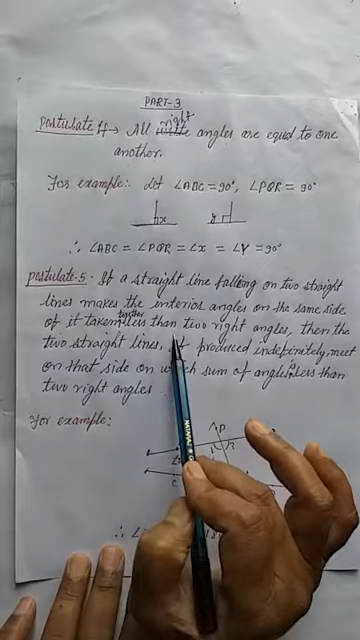 PART-3
right
Postulate 4 → All angles are equal to one
another.
For example:. Let ∠ABC = 90°, ∠PQR = 90°
x y
∴ ∠ABC = ∠PQR = ∠x = ∠Y = 90°
Postulate-5. If a straight line falling on two straight
lines makes the interior angles on the same side
together
of it taken less than two right angles, then the
two straight lines, if produced indefinitely, meet
on that side on which sum of angles is less than
two right angles
For example:
P
C
∴ ∠